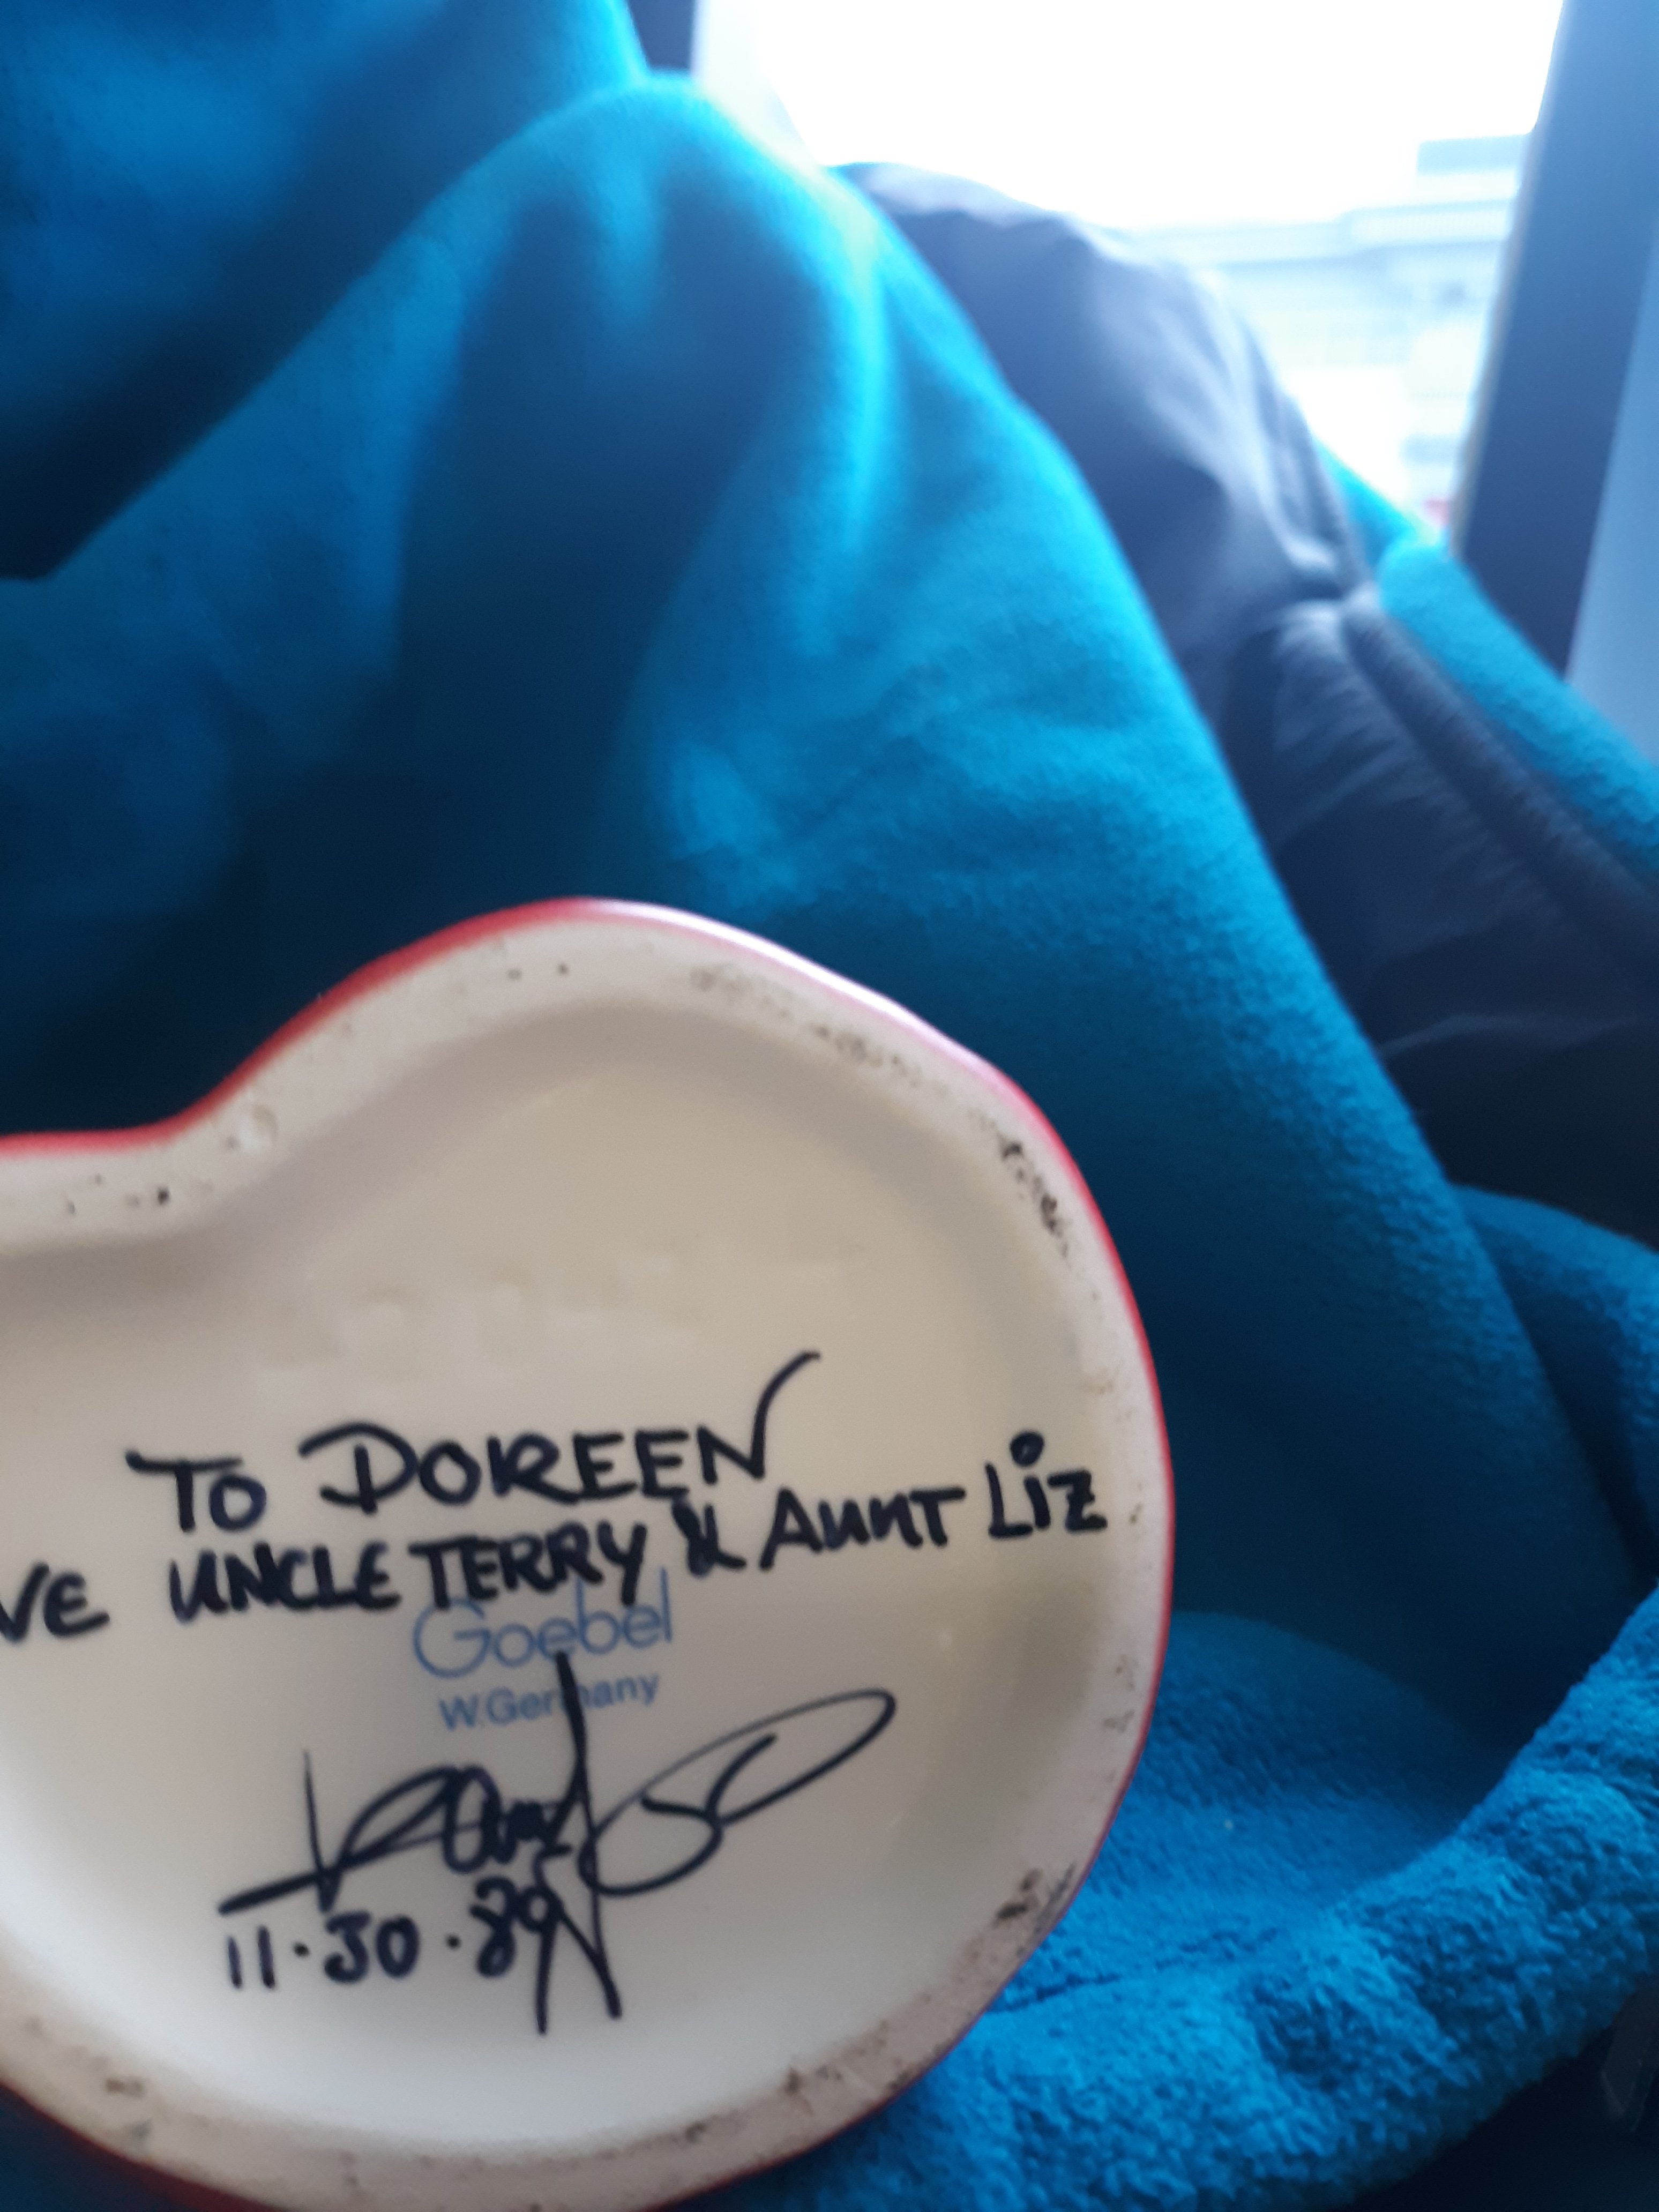 TO DOREEN
VE UNCLE TERRY & AUNT LiZ
Goebel
W.Germany
11·30·89